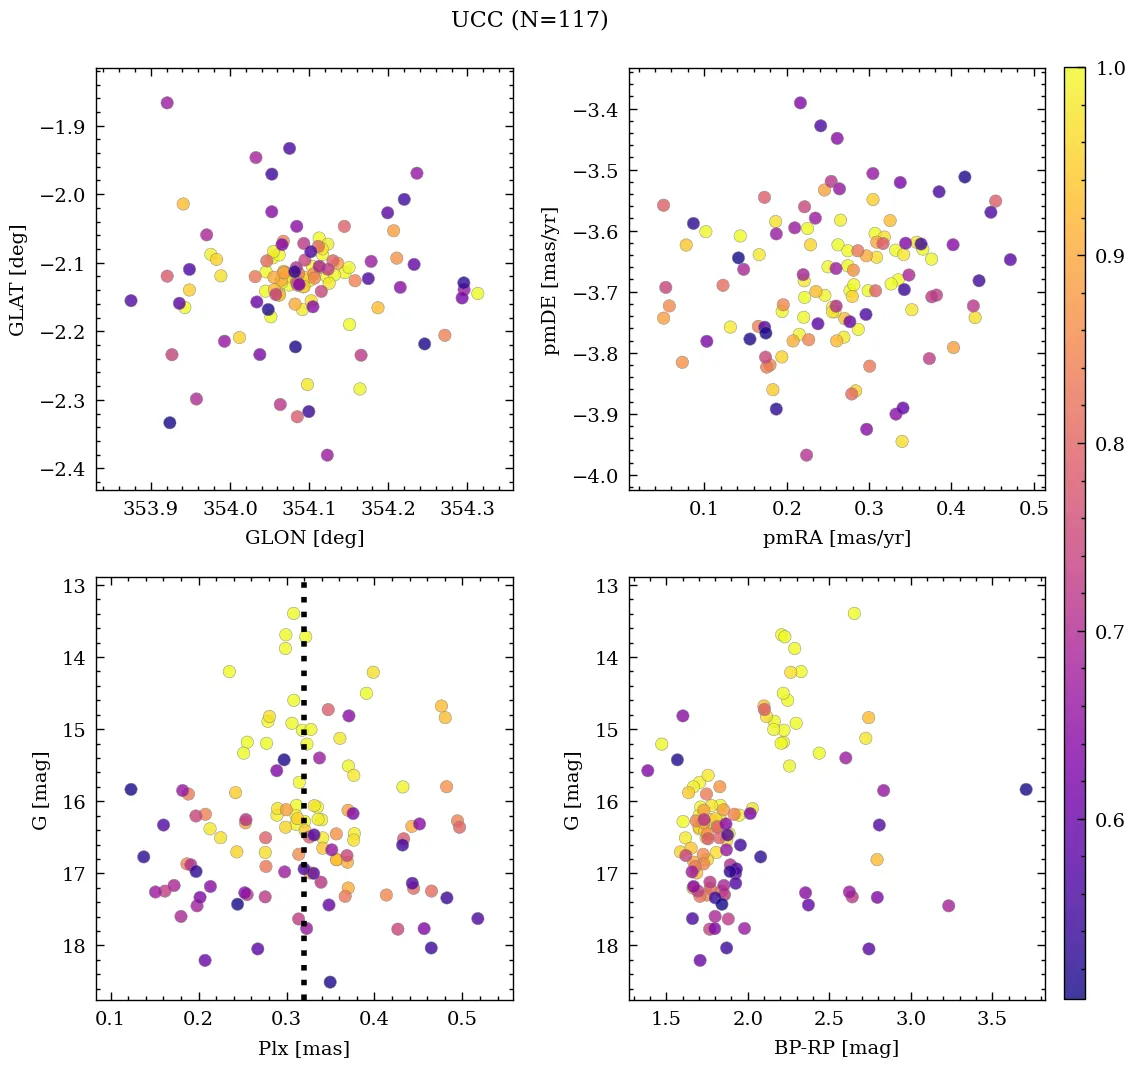 UCC (N=117)
−1.9
−2.0
−2.1
−2.2
−2.3
−2.4
GLAT [deg]
353.9 354.0 354.1 354.2 354.3
GLON [deg]
−3.4
−3.5
−3.6
−3.7
−3.8
−3.9
−4.0
pmDE [mas/yr]
0.1 0.2 0.3 0.4 0.5
pmRA [mas/yr]
1.0
0.9
0.8
0.7
0.6
13
14
15
16
17
18
G [mag]
0.1 0.2 0.3 0.4 0.5
Plx [mas]
13
14
15
16
17
18
G [mag]
1.5 2.0 2.5 3.0 3.5
BP-RP [mag]